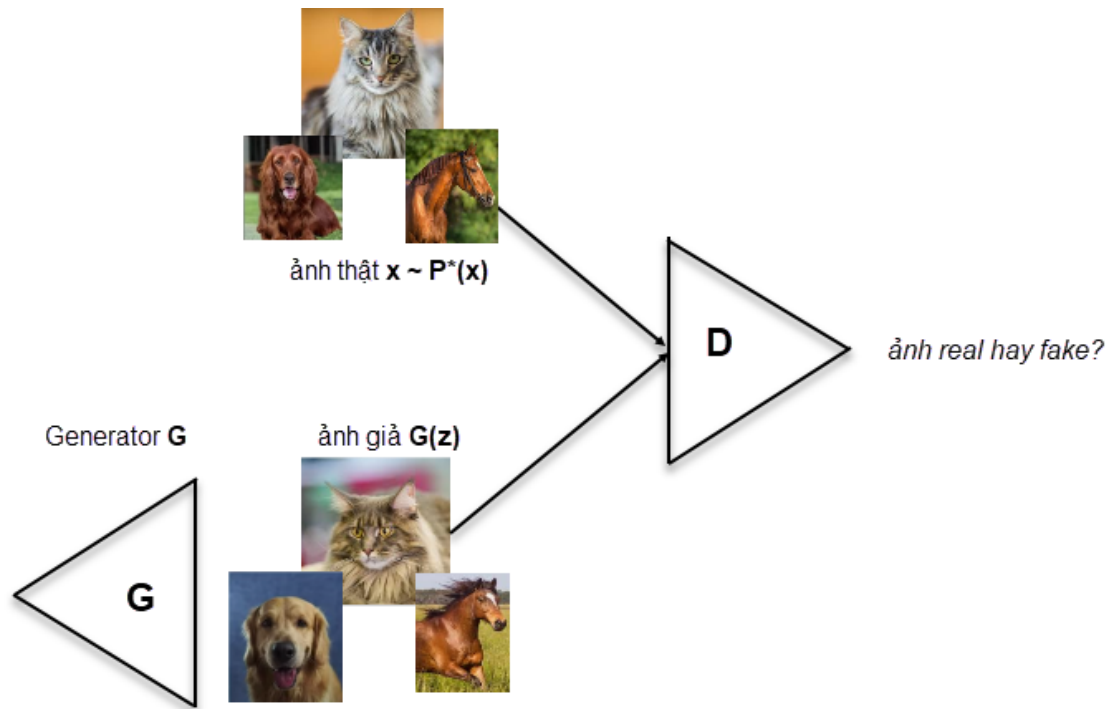 ảnh thật x ~ P*(x)
D
ảnh real hay fake?
Generator G
ảnh giả G(z)
G